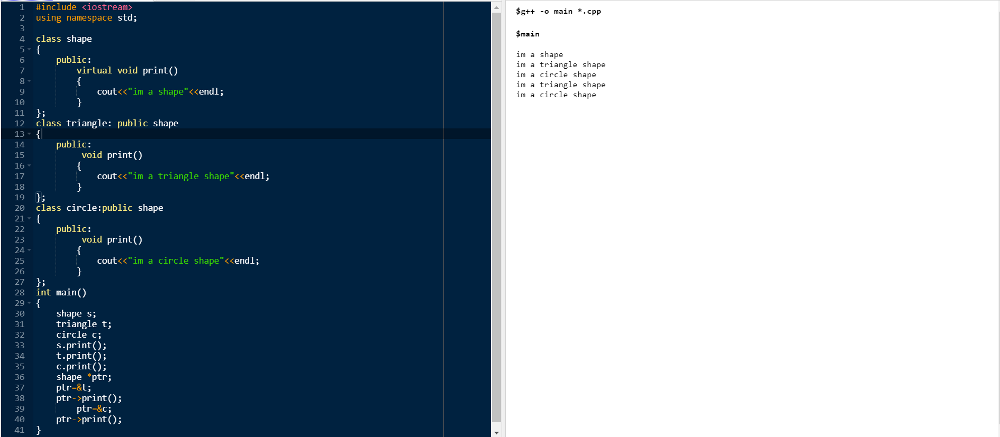 1 #include <iostream>
2 using namespace std;
3
4 class shape
5 {
6     public:
7         virtual void print()
8         {
9             cout<<"im a shape"<<endl;
10         }
11 };
12 class triangle: public shape
13 {
14     public:
15          void print()
16         {
17             cout<<"im a triangle shape"<<endl;
18         }
19 };
20 class circle:public shape
21 {
22     public:
23          void print()
24         {
25             cout<<"im a circle shape"<<endl;
26         }
27 };
28 int main()
29 {
30     shape s;
31     triangle t;
32     circle c;
33     s.print();
34     t.print();
35     c.print();
36     shape *ptr;
37     ptr=&t;
38     ptr->print();
39         ptr=&c;
40     ptr->print();
41 }
$g++ -o main *.cpp
$main
im a shape
im a triangle shape
im a circle shape
im a triangle shape
im a circle shape